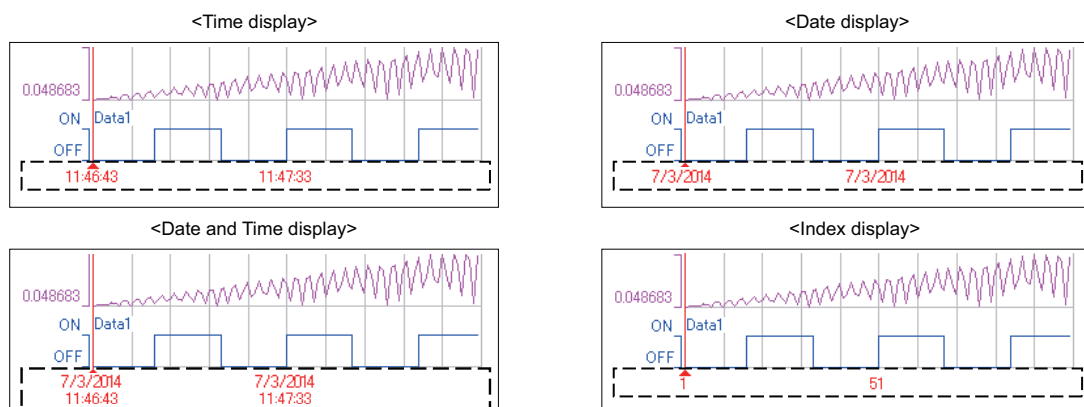 <Time display>
0.048683
ON Data1
OFF
11:46:43 11:47:33
<Date display>
0.048683
ON Data1
OFF
7/3/2014 7/3/2014
<Date and Time display>
0.048683
ON Data1
OFF
7/3/2014 7/3/2014
11:46:43 11:47:33
<Index display>
0.048683
ON Data1
OFF
1 51